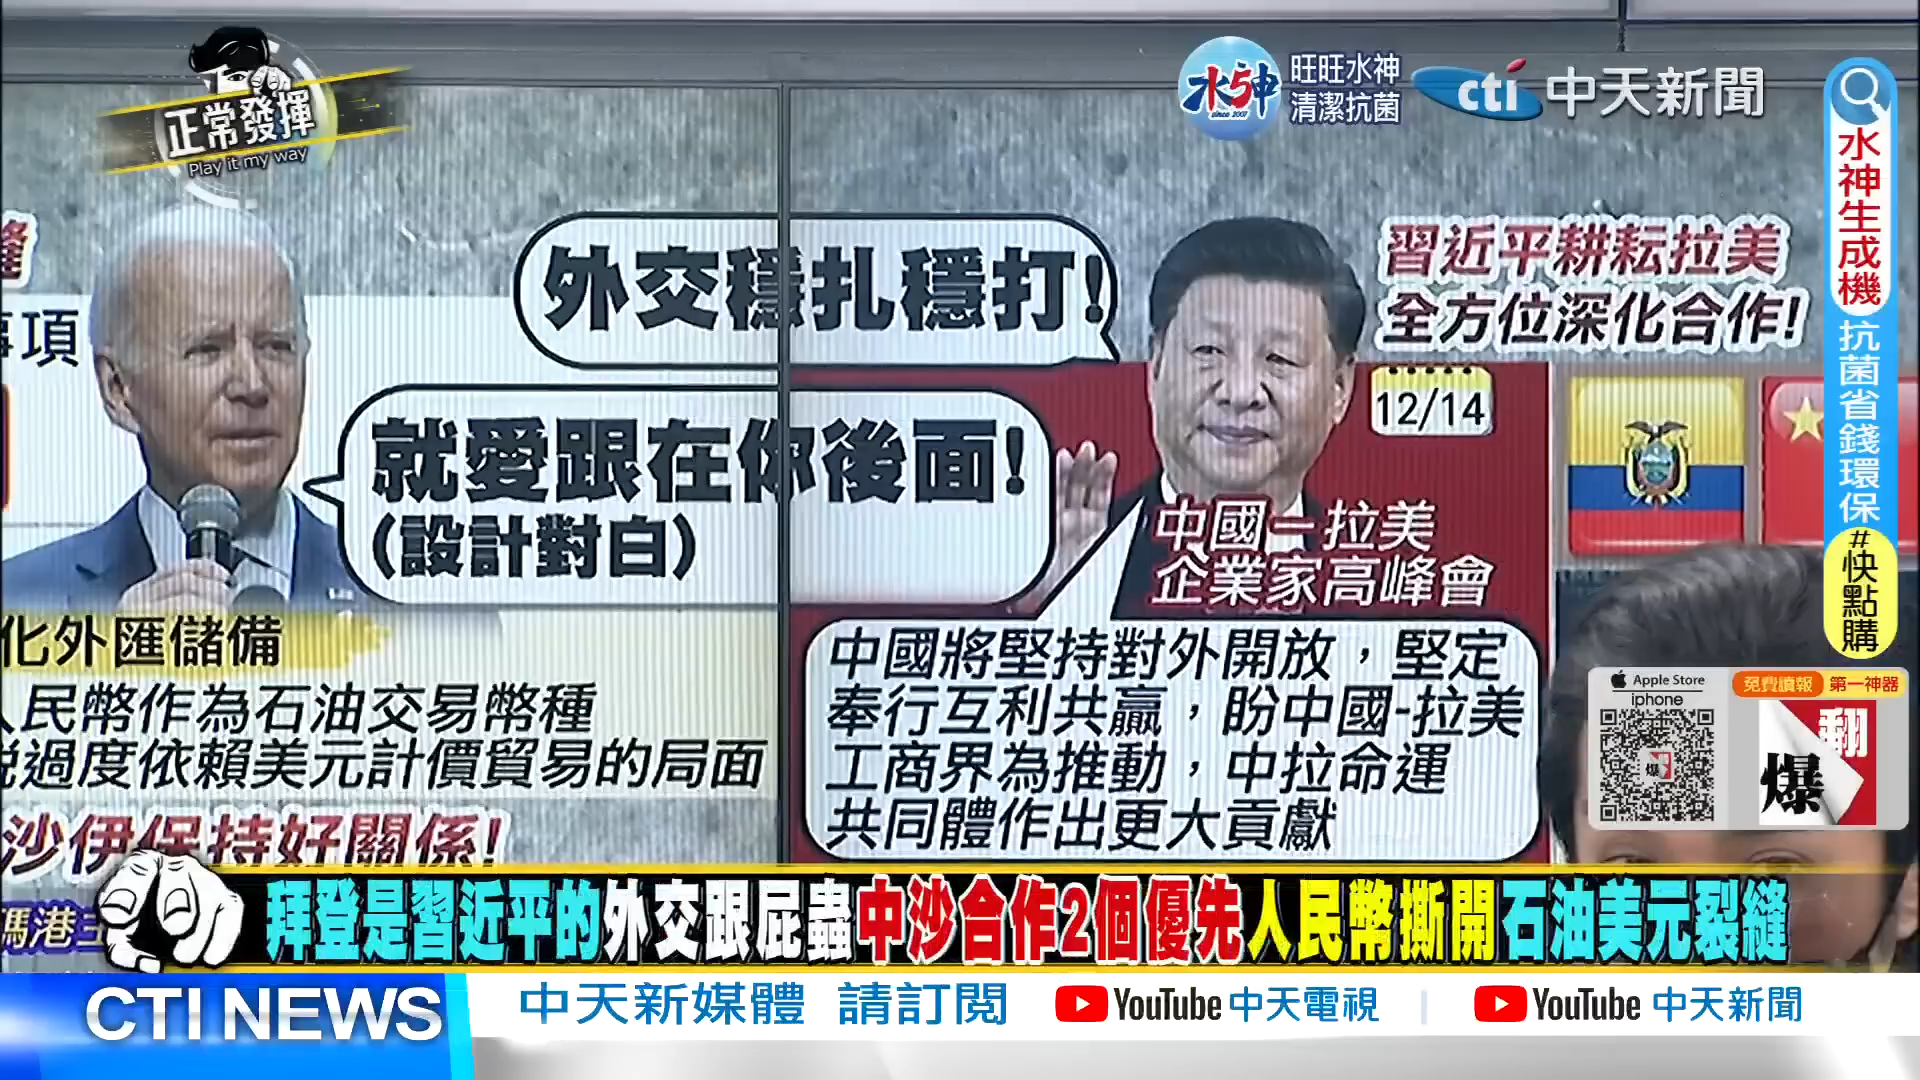 正常發揮
Play it my way
水神
since 2007
旺旺水神
清潔抗菌
cti 中天新聞
水神生成機 抗菌省錢環保 #快點購
外交穩扎穩打!
習近平耕耘拉美
全方位深化合作!
事項
12/14
就愛跟在你後面!
(設計對白)
中國－拉美
企業家高峰會
化外匯儲備
人民幣作為石油交易幣種
脫過度依賴美元計價貿易的局面
沙伊保持好關係!
中國將堅持對外開放，堅定
奉行互利共贏，盼中國-拉美
工商界為推動，中拉命運
共同體作出更大貢獻
Apple Store
iphone
免費讀報 第一神器
翻爆
拜登是習近平的外交跟屁蟲 中沙合作2個優先 人民幣撕開石油美元裂縫
CTI NEWS
中天新媒體 請訂閱 YouTube 中天電視 | YouTube 中天新聞